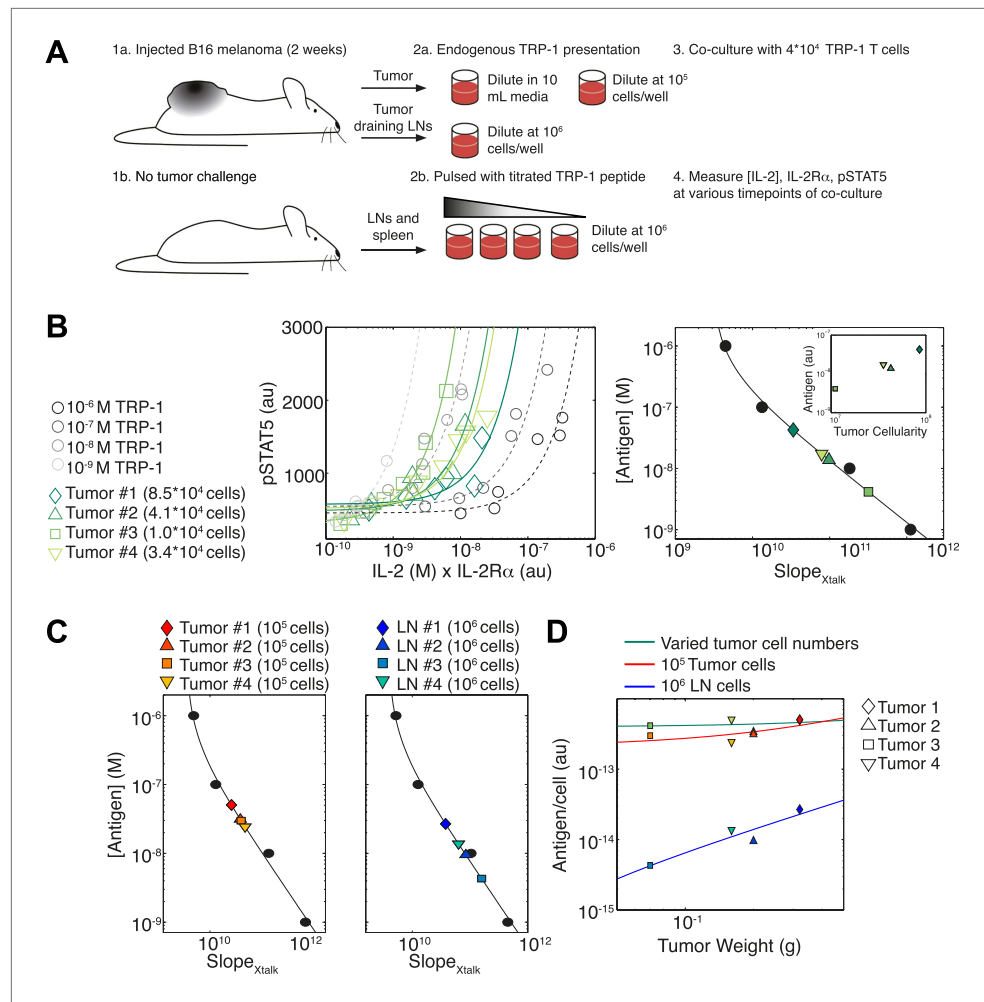 A
1a. Injected B16 melanoma (2 weeks)
2a. Endogenous TRP-1 presentation
3. Co-culture with 4*10⁴ TRP-1 T cells
Tumor
Dilute in 10
mL media
Dilute at 10⁵
cells/well
Tumor
draining LNs
Dilute at 10⁶
cells/well
1b. No tumor challenge
2b. Pulsed with titrated TRP-1 peptide
4. Measure [IL-2], IL-2Rα, pSTAT5
at various timepoints of co-culture
LNs and
spleen
Dilute at 10⁶
cells/well
B
10⁻⁶ M TRP-1
10⁻⁷ M TRP-1
10⁻⁸ M TRP-1
10⁻⁹ M TRP-1
Tumor #1 (8.5*10⁴ cells)
Tumor #2 (4.1*10⁴ cells)
Tumor #3 (1.0*10⁴ cells)
Tumor #4 (3.4*10⁴ cells)
pSTAT5 (au)
3000
2000
1000
10⁻¹⁰ 10⁻⁹ 10⁻⁸ 10⁻⁷ 10⁻⁶
IL-2 (M) x IL-2Rα (au)
[Antigen] (M)
10⁻⁶
10⁻⁷
10⁻⁸
10⁻⁹
10⁹ 10¹⁰ 10¹¹ 10¹²
Slope_Xtalk
Antigen (au)
10⁻⁷
10⁻⁸
10⁻⁹
Tumor Cellularity
C
Tumor #1 (10⁵ cells)
Tumor #2 (10⁵ cells)
Tumor #3 (10⁵ cells)
Tumor #4 (10⁵ cells)
LN #1 (10⁶ cells)
LN #2 (10⁶ cells)
LN #3 (10⁶ cells)
LN #4 (10⁶ cells)
[Antigen] (M)
10⁻⁶
10⁻⁷
10⁻⁸
10⁻⁹
10¹⁰ 10¹²
Slope_Xtalk
10¹⁰ 10¹²
Slope_Xtalk
D
Varied tumor cell numbers
10⁵ Tumor cells
10⁶ LN cells
Tumor 1
Tumor 2
Tumor 3
Tumor 4
Antigen/cell (au)
10⁻¹³
10⁻¹⁴
10⁻¹⁵
10⁻¹
Tumor Weight (g)